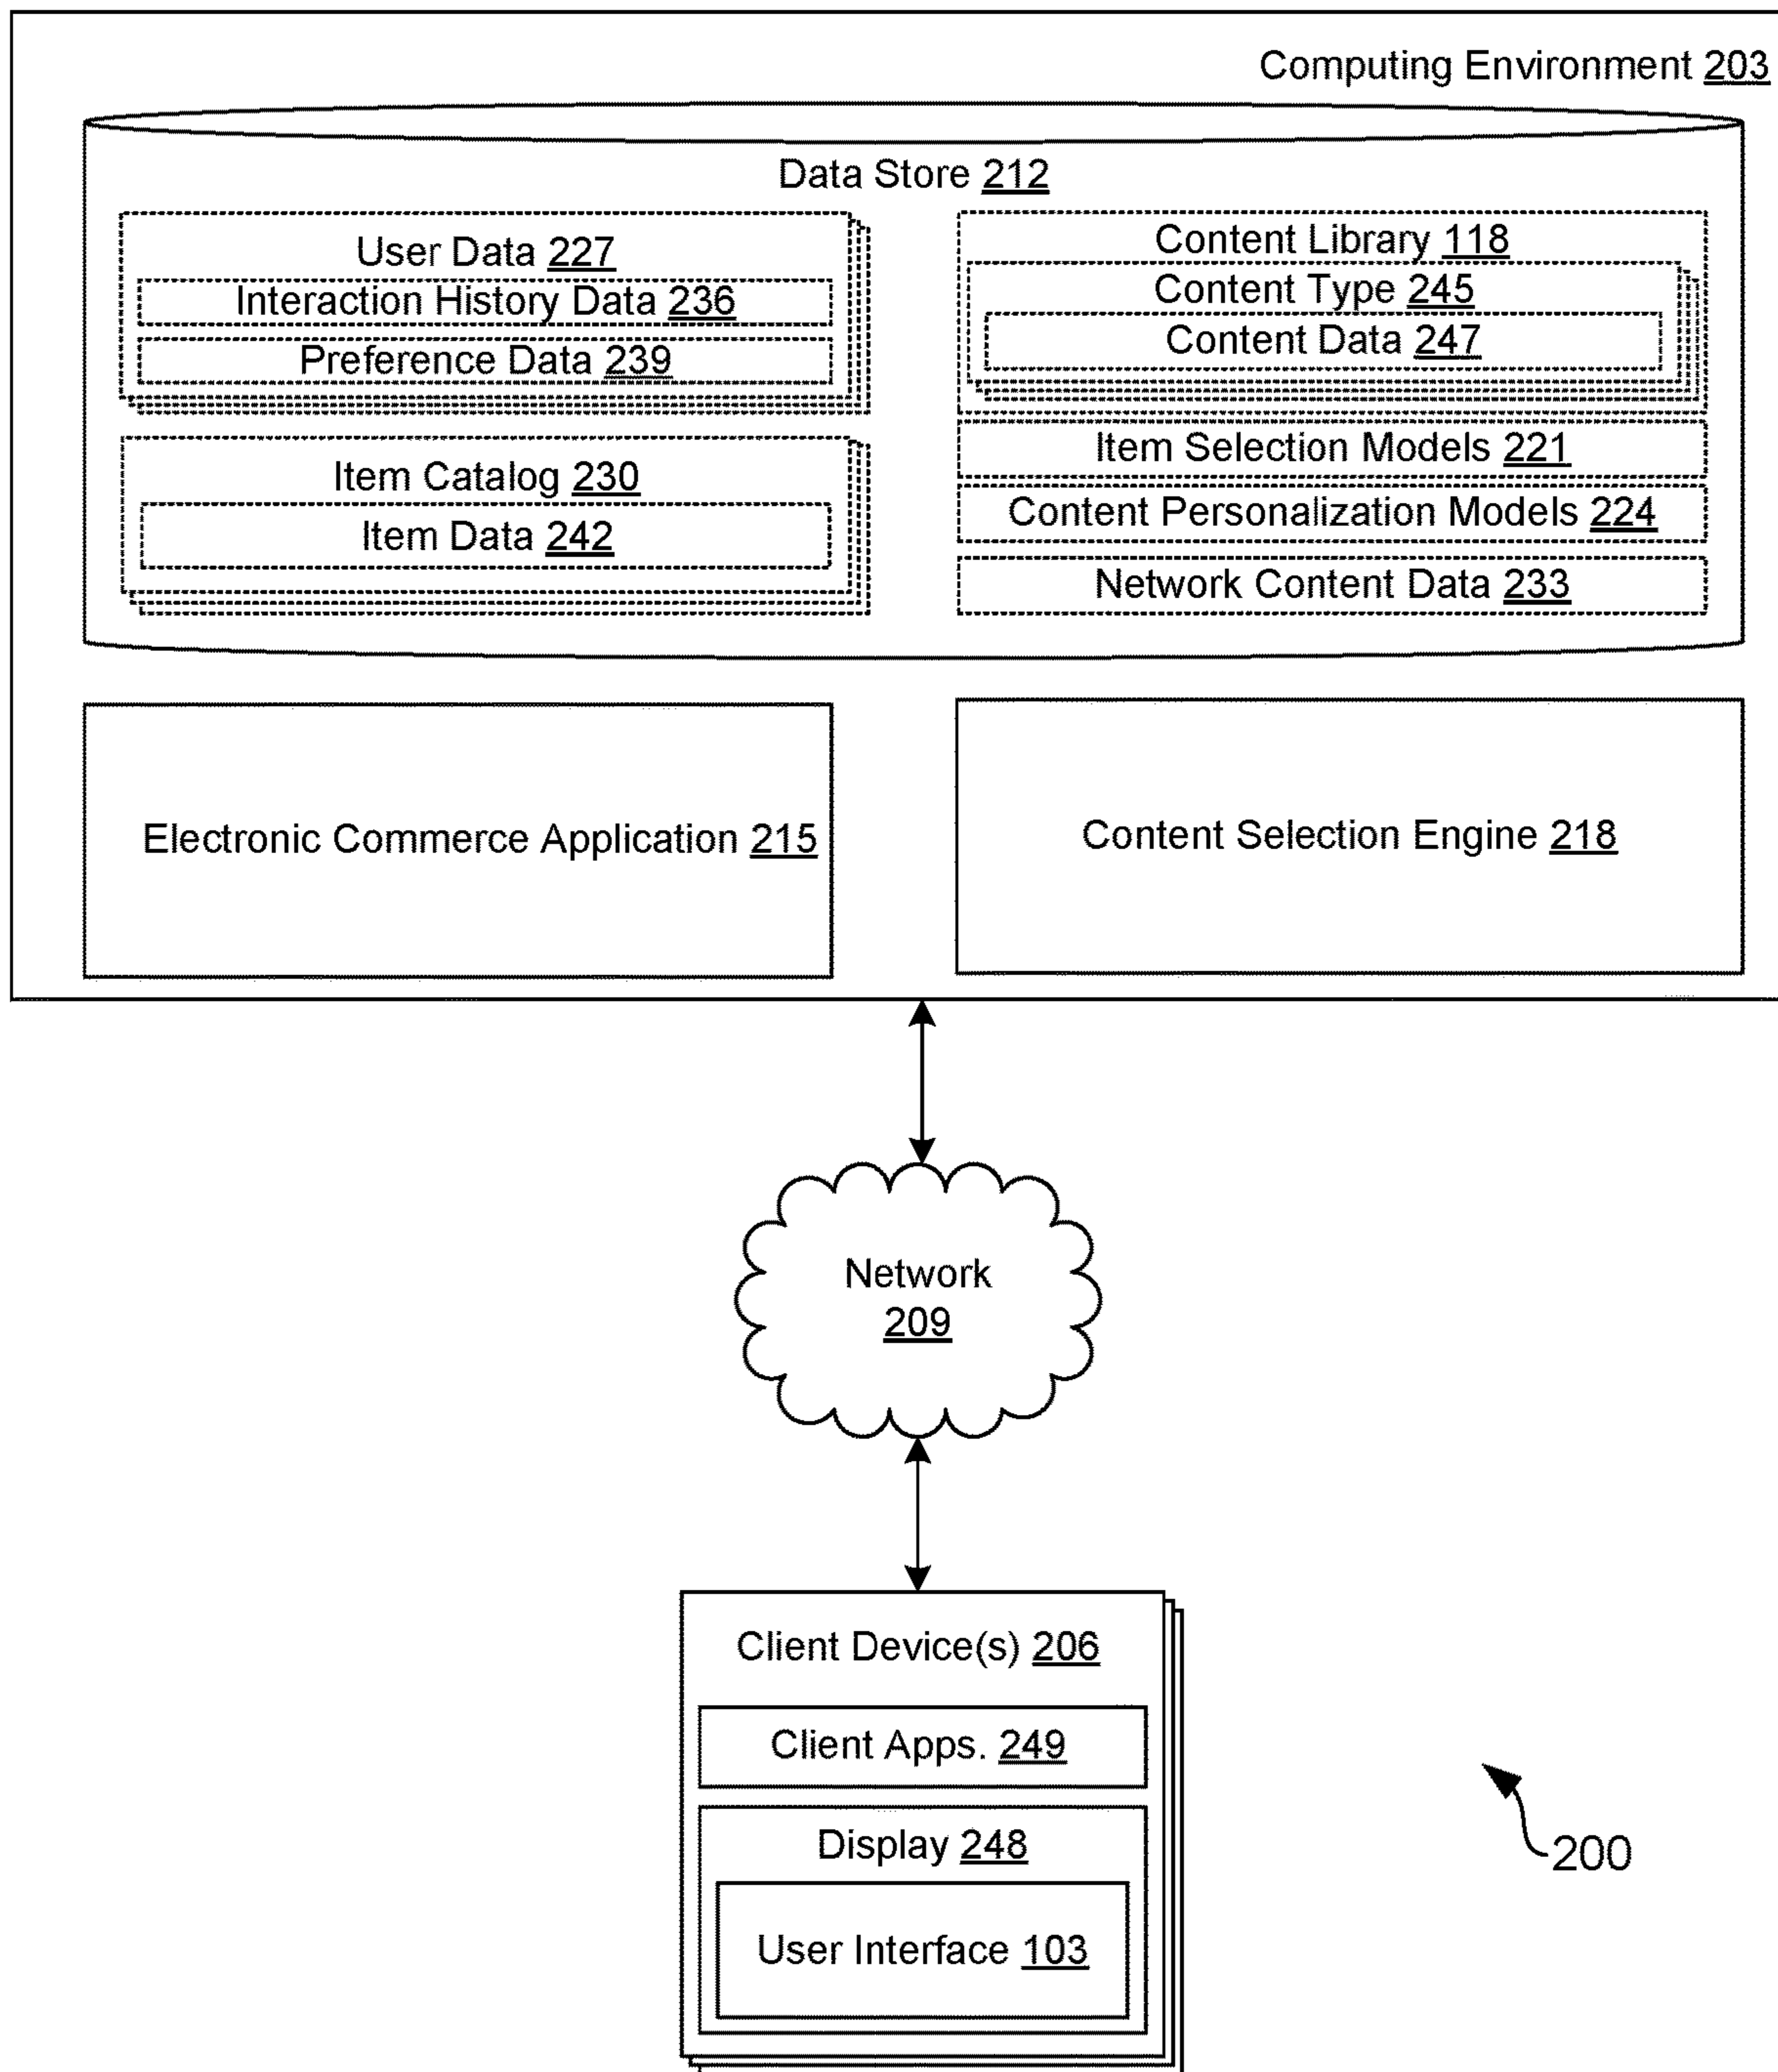 Computing Environment 203
Data Store 212
User Data 227
Interaction History Data 236
Preference Data 239
Item Catalog 230
Item Data 242
Content Library 118
Content Type 245
Content Data 247
Item Selection Models 221
Content Personalization Models 224
Network Content Data 233
Electronic Commerce Application 215
Content Selection Engine 218
Network
209
Client Device(s) 206
Client Apps. 249
Display 248
User Interface 103
200